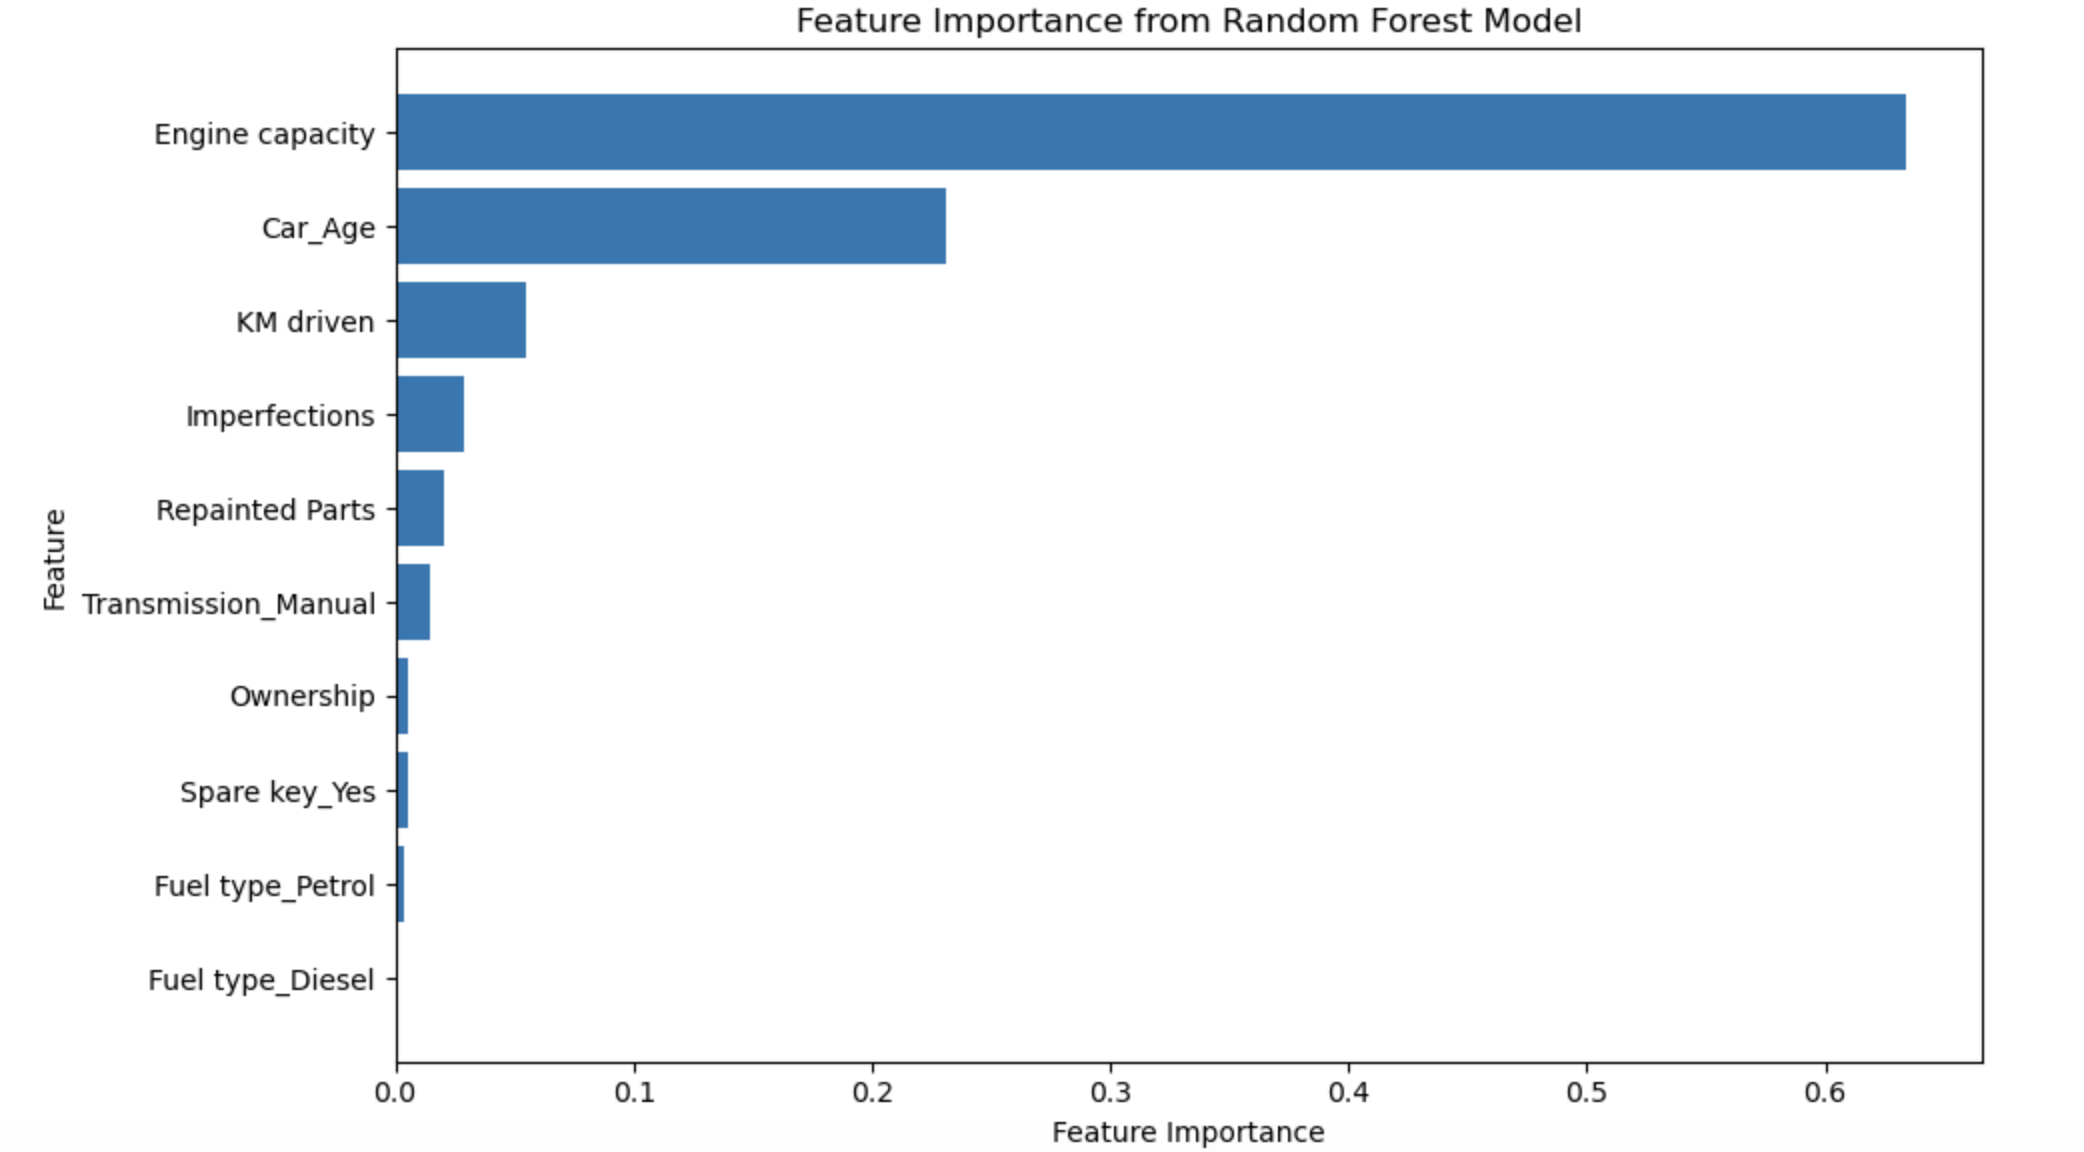 Feature Importance from Random Forest Model
Engine capacity
Car_Age
KM driven
Imperfections
Repainted Parts
Transmission_Manual
Ownership
Spare key_Yes
Fuel type_Petrol
Fuel type_Diesel
Feature
0.0 0.1 0.2 0.3 0.4 0.5 0.6
Feature Importance